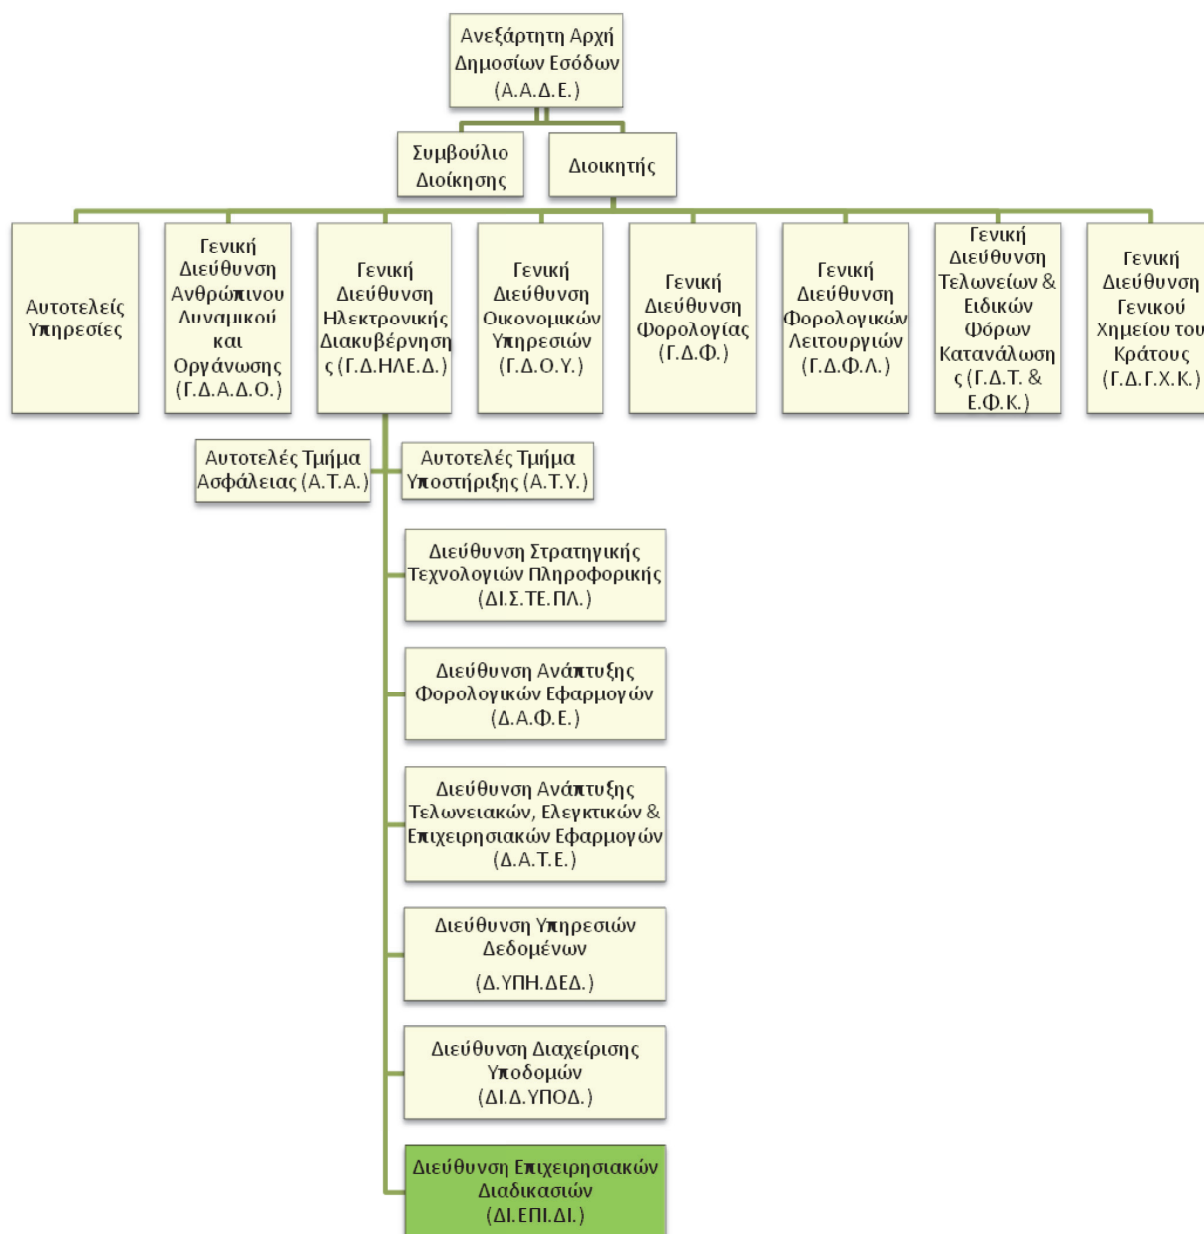 Ανεξάρτητη Αρχή
Δημοσίων Εσόδων
(Α.Α.Δ.Ε.)
Συμβούλιο
Διοίκησης
Διοικητής
Αυτοτελείς
Υπηρεσίες
Γενική
Διεύθυνση
Ανθρώπινου
Δυναμικού
και
Οργάνωσης
(Γ.Δ.Α.Δ.Ο.)
Γενική
Διεύθυνση
Ηλεκτρονικής
Διακυβέρνηση
ς (Γ.Δ.ΗΛΕ.Δ.)
Γενική
Διεύθυνση
Οικονομικών
Υπηρεσιών
(Γ.Δ.Ο.Υ.)
Γενική
Διεύθυνση
Φορολογίας
(Γ.Δ.Φ.)
Γενική
Διεύθυνση
Φορολογικών
Λειτουργιών
(Γ.Δ.Φ.Λ.)
Γενική
Διεύθυνση
Τελωνείων &
Ειδικών
Φόρων
Κατανάλωση
ς (Γ.Δ.Τ. &
Ε.Φ.Κ.)
Γενική
Διεύθυνση
Γενικού
Χημείου του
Κράτους
(Γ.Δ.Γ.Χ.Κ.)
Αυτοτελές Τμήμα
Ασφάλειας (Α.Τ.Α.)
Αυτοτελές Τμήμα
Υποστήριξης (Α.Τ.Υ.)
Διεύθυνση Στρατηγικής
Τεχνολογιών Πληροφορικής
(ΔΙ.Σ.ΤΕ.ΠΛ.)
Διεύθυνση Ανάπτυξης
Φορολογικών Εφαρμογών
(Δ.Α.Φ.Ε.)
Διεύθυνση Ανάπτυξης
Τελωνειακών, Ελεγκτικών &
Επιχειρησιακών Εφαρμογών
(Δ.Α.Τ.Ε.)
Διεύθυνση Υπηρεσιών
Δεδομένων
(Δ.ΥΠΗ.ΔΕΔ.)
Διεύθυνση Διαχείρισης
Υποδομών
(ΔΙ.Δ.ΥΠΟΔ.)
Διεύθυνση Επιχειρησιακών
Διαδικασιών
(ΔΙ.ΕΠΙ.ΔΙ.)